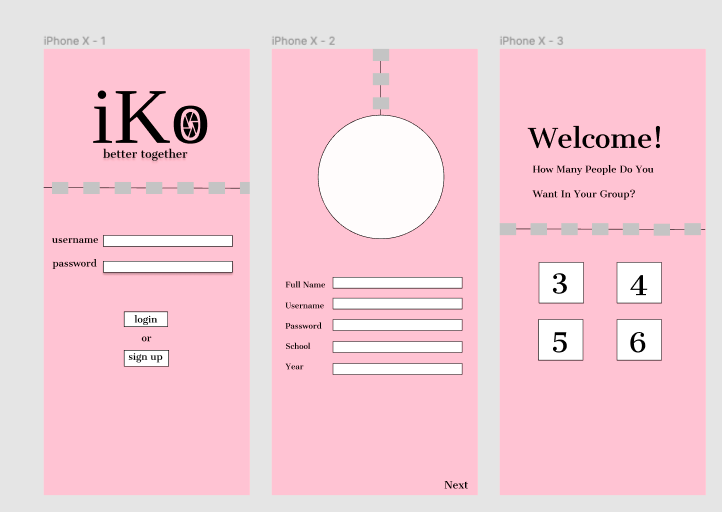 iPhone X - 1
iKo
better together
username
password
login
or
sign up
iPhone X - 2
Full Name
Username
Password
School
Year
Next
iPhone X - 3
Welcome!
How Many People Do You
Want In Your Group?
3 4
5 6